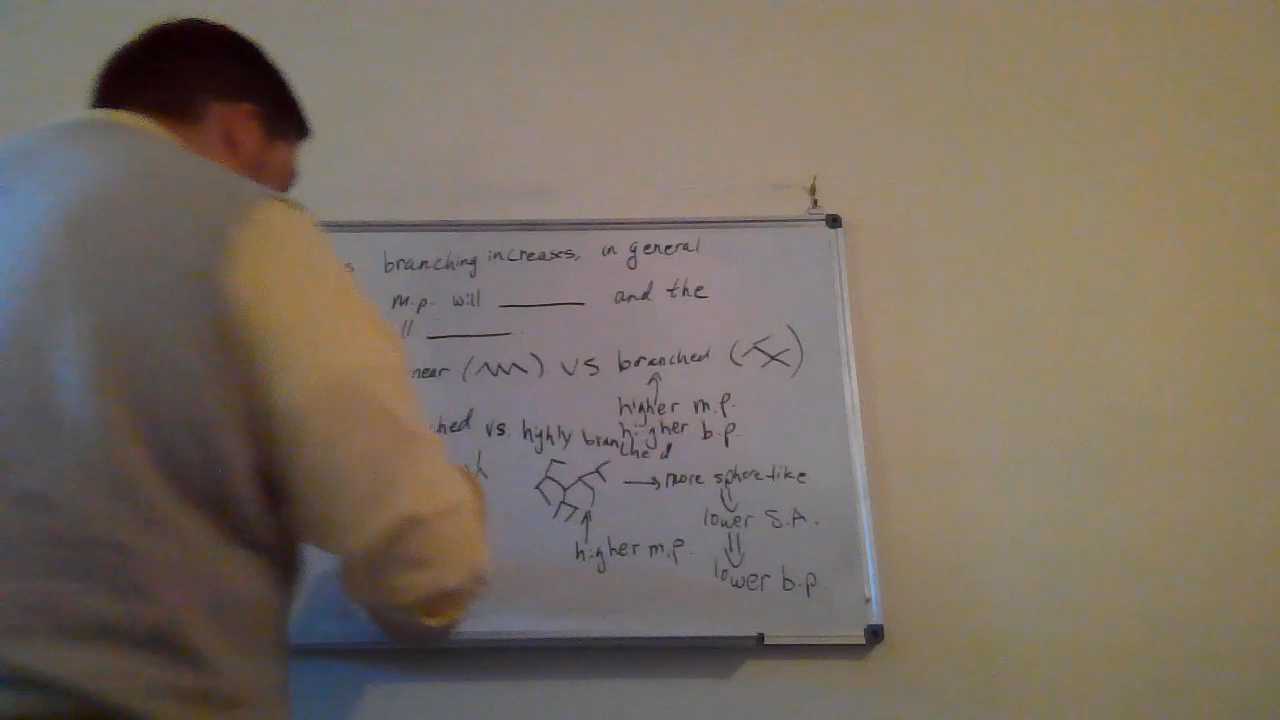 s branching increases, in general
m.p. will ______ and the
ll ______.
near ( ) VS branched ( )
higher m.p.
higher b.p.
hed vs. highly branched
→ more sphere-like
lower S.A.
higher m.p.
lower b.p